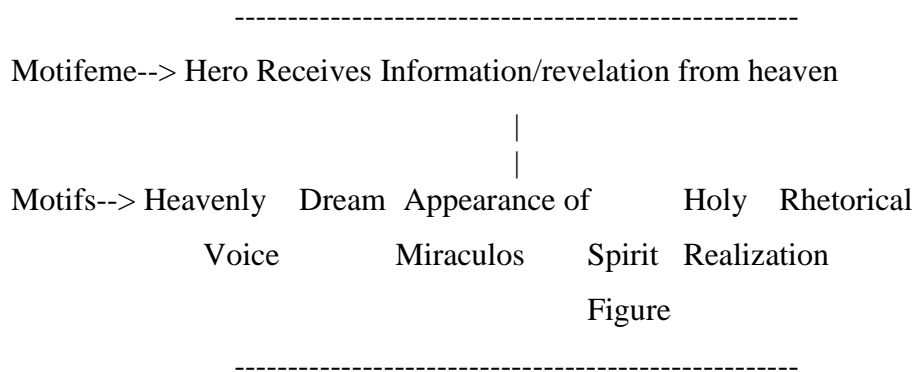 -----------------------------------------------------
Motifeme--> Hero Receives Information/revelation from heaven
|
|
Motifs--> Heavenly Dream Appearance of Holy Rhetorical
Voice Miraculos Spirit Realization
Figure
-----------------------------------------------------